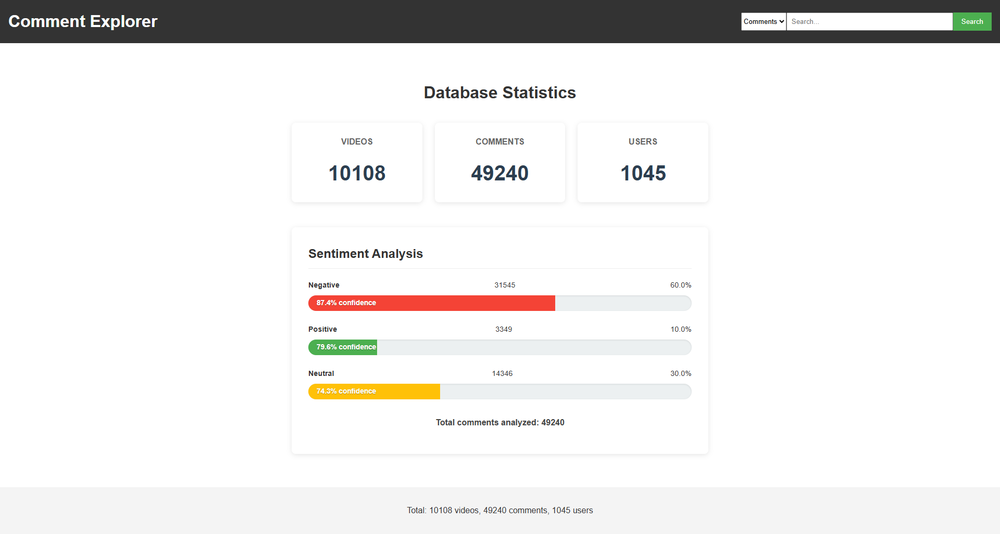 Comment Explorer
Comments Search... Search
Database Statistics
VIDEOS COMMENTS USERS
10108 49240 1045
Sentiment Analysis
Negative 31545 60.0%
87.4% confidence
Positive 3349 10.0%
79.6% confidence
Neutral 14346 30.0%
74.3% confidence
Total comments analyzed: 49240
Total: 10108 videos, 49240 comments, 1045 users